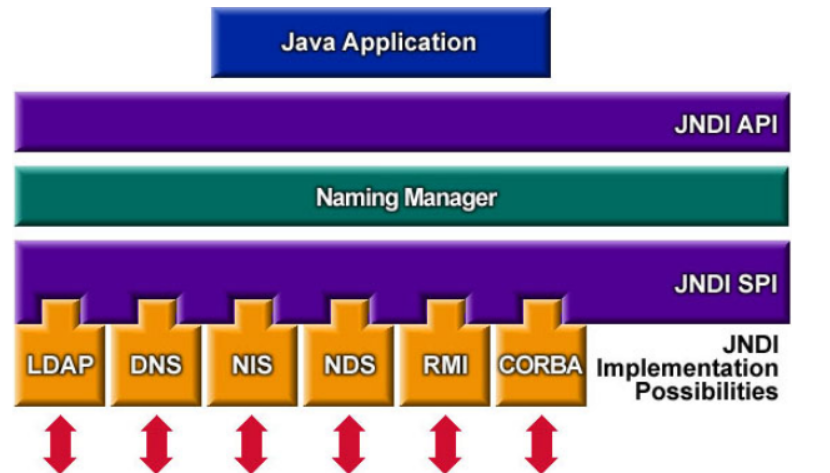 Java Application
JNDI API
Naming Manager
JNDI SPI
LDAP
DNS
NIS
NDS
RMI
CORBA
JNDI
Implementation
Possibilities